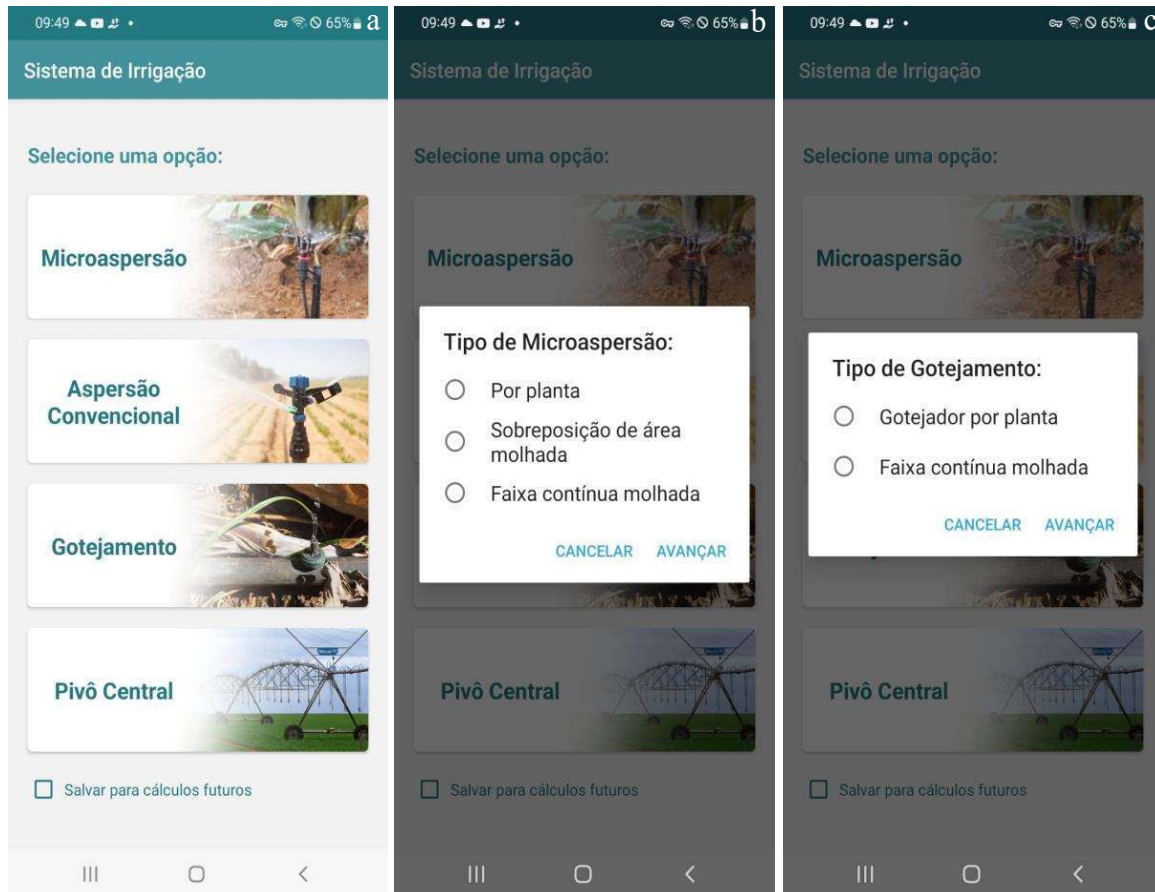 09:49 65% a
Sistema de Irrigação
Selecione uma opção:
Microaspersão
Aspersão
Convencional
Gotejamento
Pivô Central
Salvar para cálculos futuros
09:49 65% b
Sistema de Irrigação
Selecione uma opção:
Microaspersão
Tipo de Microaspersão:
Por planta
Sobreposição de área
molhada
Faixa contínua molhada
CANCELAR AVANÇAR
Pivô Central
Salvar para cálculos futuros
09:49 65% c
Sistema de Irrigação
Selecione uma opção:
Microaspersão
Tipo de Gotejamento:
Gotejador por planta
Faixa contínua molhada
CANCELAR AVANÇAR
Pivô Central
Salvar para cálculos futuros